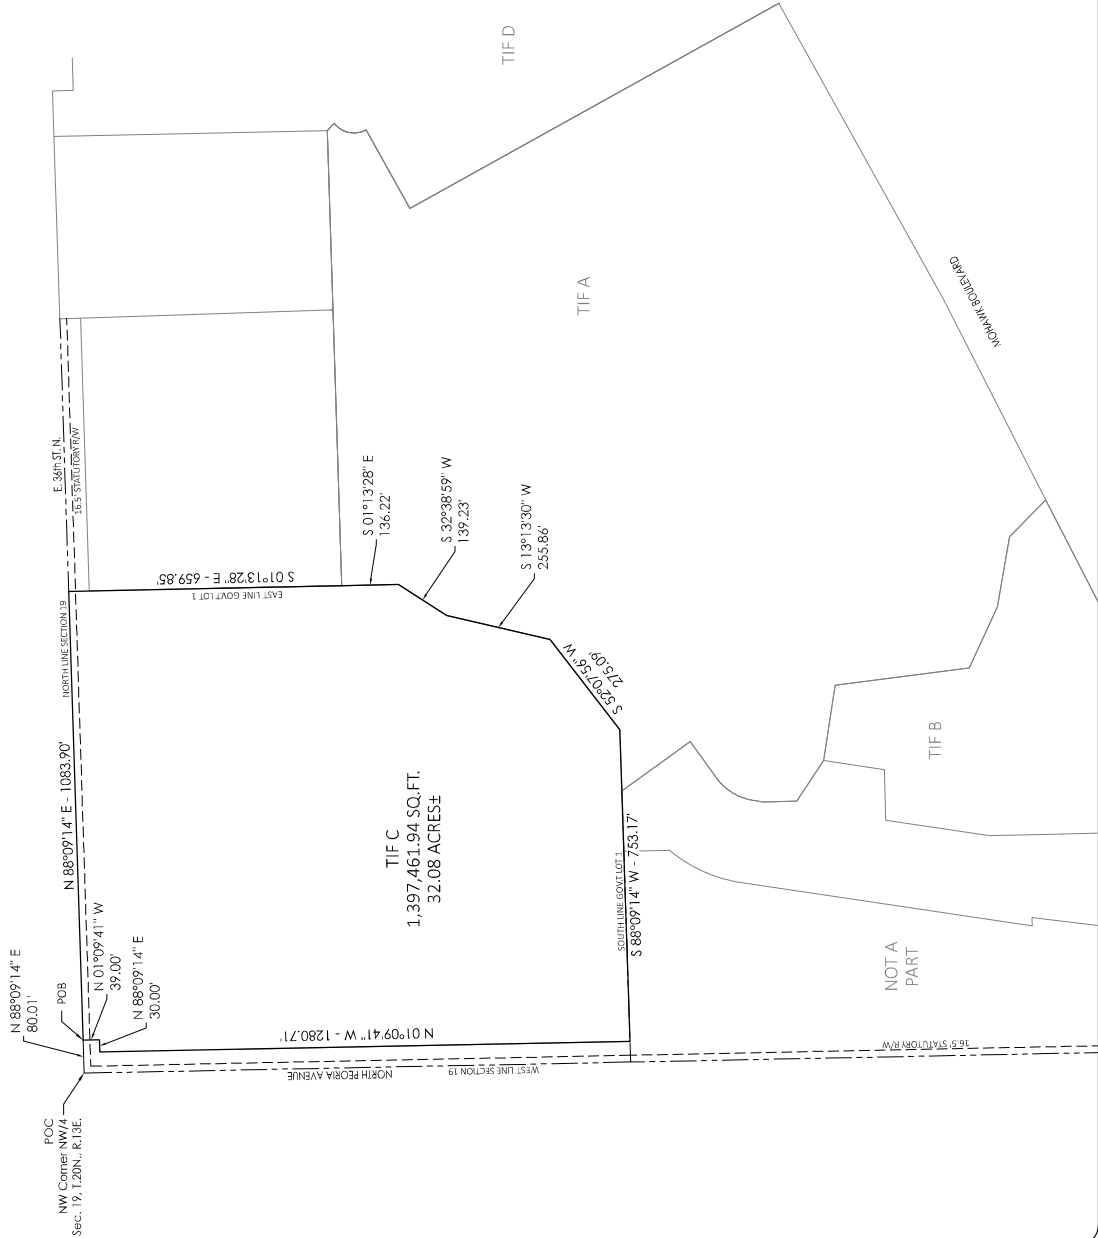 TIF D
N 88°09'14" E
80.01'
POB
N 01°09'41" W
39.00'
N 88°09'14" E
30.00'
POC
NW Corner NW/4
Sec. 19, T.20N., R.13E.
N 88°09'14" E - 1083.90'
NORTH LINE SECTION 19
E. 36th ST. N.
16.5' STATUTORY R/W
S 01°13'28" E - 659.85'
EAST LINE GOV'T LOT 1
S 01°13'28" E
136.22'
S 32°38'59" W
139.23'
S 13°13'30" W
255.86'
S 52°07'56" W
275.09'
TIF A
MOHAWK BOULEVARD
TIF C
1,397,461.94 SQ.FT.
32.08 ACRES±
SOUTH LINE GOV'T LOT 1
S 88°09'14" W - 753.17'
N 01°09'41" W - 1280.71'
NORTH PEORIA AVENUE
WEST LINE SECTION 19
16.5' STATUTORY R/W
NOT A
PART
TIF B